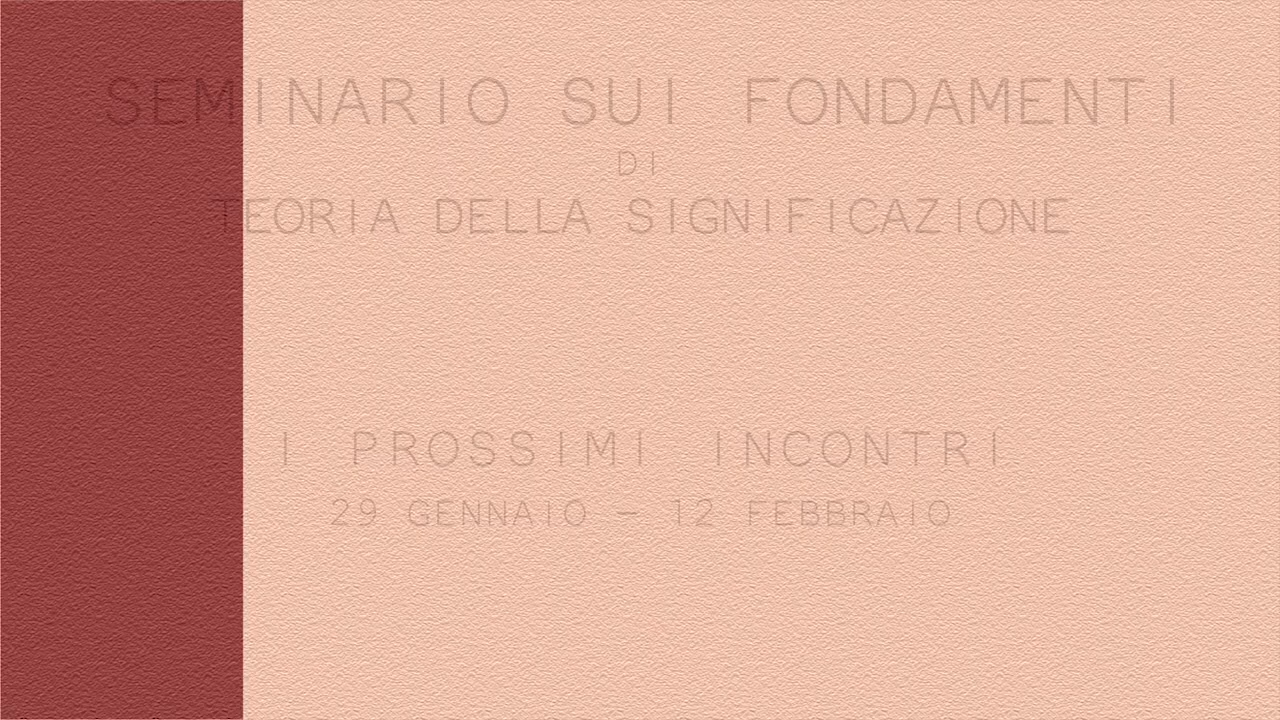 SEMINARIO SUI FONDAMENTI
DI
TEORIA DELLA SIGNIFICAZIONE
I PROSSIMI INCONTRI
29 GENNAIO – 12 FEBBRAIO